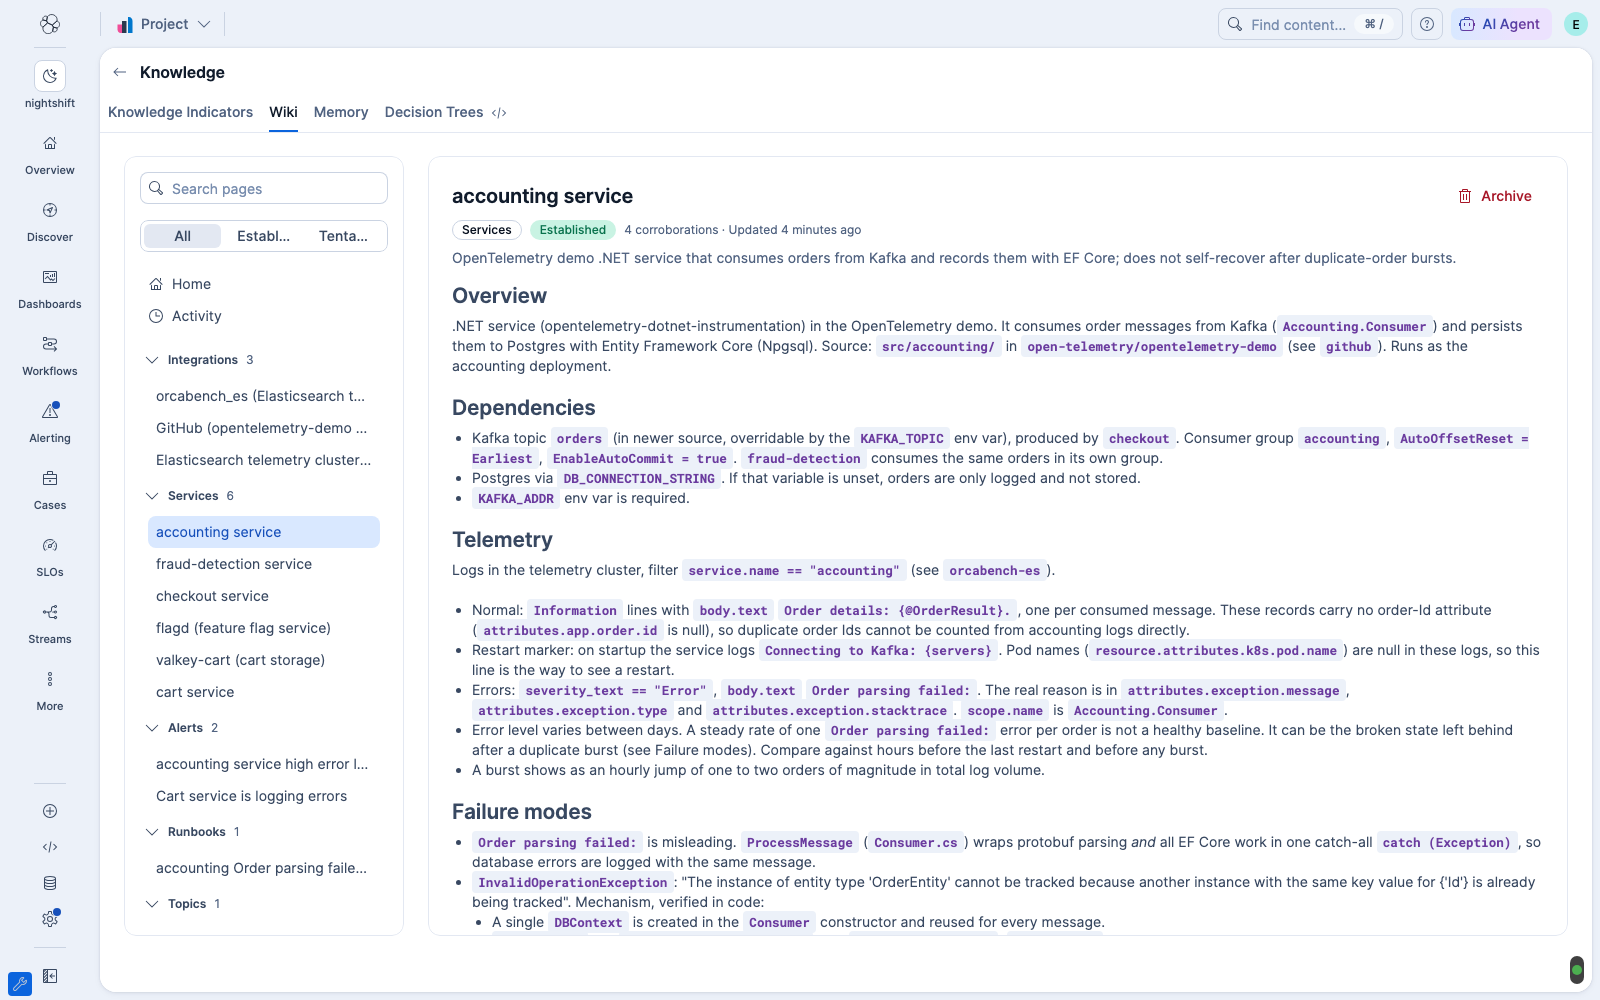 Project
Find content... ⌘ /
AI Agent
E
nightshift
Overview
Discover
Dashboards
Workflows
Alerting
Cases
SLOs
Streams
More
Knowledge
Knowledge Indicators
Wiki
Memory
Decision Trees </>
Search pages
All
Establ...
Tenta...
Home
Activity
Integrations 3
orcabench_es (Elasticsearch t...
GitHub (opentelemetry-demo ...
Elasticsearch telemetry cluster...
Services 6
accounting service
fraud-detection service
checkout service
flagd (feature flag service)
valkey-cart (cart storage)
cart service
Alerts 2
accounting service high error l...
Cart service is logging errors
Runbooks 1
accounting Order parsing faile...
Topics 1
accounting service
Archive
Services Established 4 corroborations · Updated 4 minutes ago
OpenTelemetry demo .NET service that consumes orders from Kafka and records them with EF Core; does not self-recover after duplicate-order bursts.
Overview
.NET service (opentelemetry-dotnet-instrumentation) in the OpenTelemetry demo. It consumes order messages from Kafka ( Accounting.Consumer ) and persists
them to Postgres with Entity Framework Core (Npgsql). Source: src/accounting/ in open-telemetry/opentelemetry-demo (see github ). Runs as the
accounting deployment.
Dependencies
• Kafka topic orders (in newer source, overridable by the KAFKA_TOPIC env var), produced by checkout . Consumer group accounting , AutoOffsetReset =
Earliest , EnableAutoCommit = true . fraud-detection consumes the same orders in its own group.
• Postgres via DB_CONNECTION_STRING . If that variable is unset, orders are only logged and not stored.
• KAFKA_ADDR env var is required.
Telemetry
Logs in the telemetry cluster, filter service.name == "accounting" (see orcabench-es ).
• Normal: Information lines with body.text Order details: {@OrderResult}. , one per consumed message. These records carry no order-Id attribute
( attributes.app.order.id is null), so duplicate order Ids cannot be counted from accounting logs directly.
• Restart marker: on startup the service logs Connecting to Kafka: {servers} . Pod names ( resource.attributes.k8s.pod.name ) are null in these logs, so this
line is the way to see a restart.
• Errors: severity_text == "Error" , body.text Order parsing failed: . The real reason is in attributes.exception.message ,
attributes.exception.type and attributes.exception.stacktrace . scope.name is Accounting.Consumer .
• Error level varies between days. A steady rate of one Order parsing failed: error per order is not a healthy baseline. It can be the broken state left behind
after a duplicate burst (see Failure modes). Compare against hours before the last restart and before any burst.
• A burst shows as an hourly jump of one to two orders of magnitude in total log volume.
Failure modes
• Order parsing failed: is misleading. ProcessMessage ( Consumer.cs ) wraps protobuf parsing and all EF Core work in one catch-all catch (Exception) , so
database errors are logged with the same message.
• InvalidOperationException : "The instance of entity type 'OrderEntity' cannot be tracked because another instance with the same key value for {'Id'} is already
being tracked". Mechanism, verified in code:
• A single DBContext is created in the Consumer constructor and reused for every message.